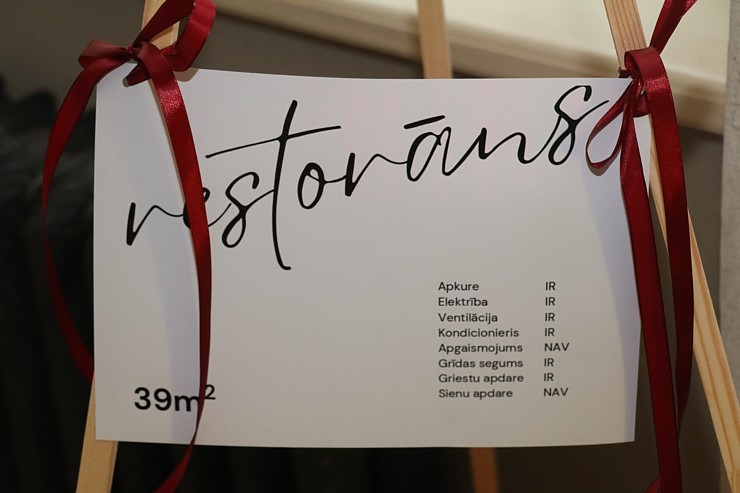 restorāns
Apkure IR
Elektrība IR
Ventilācija IR
Kondicionieris IR
Apgaismojums NAV
Grīdas segums IR
Griestu apdare IR
Sienu apdare NAV
39m²